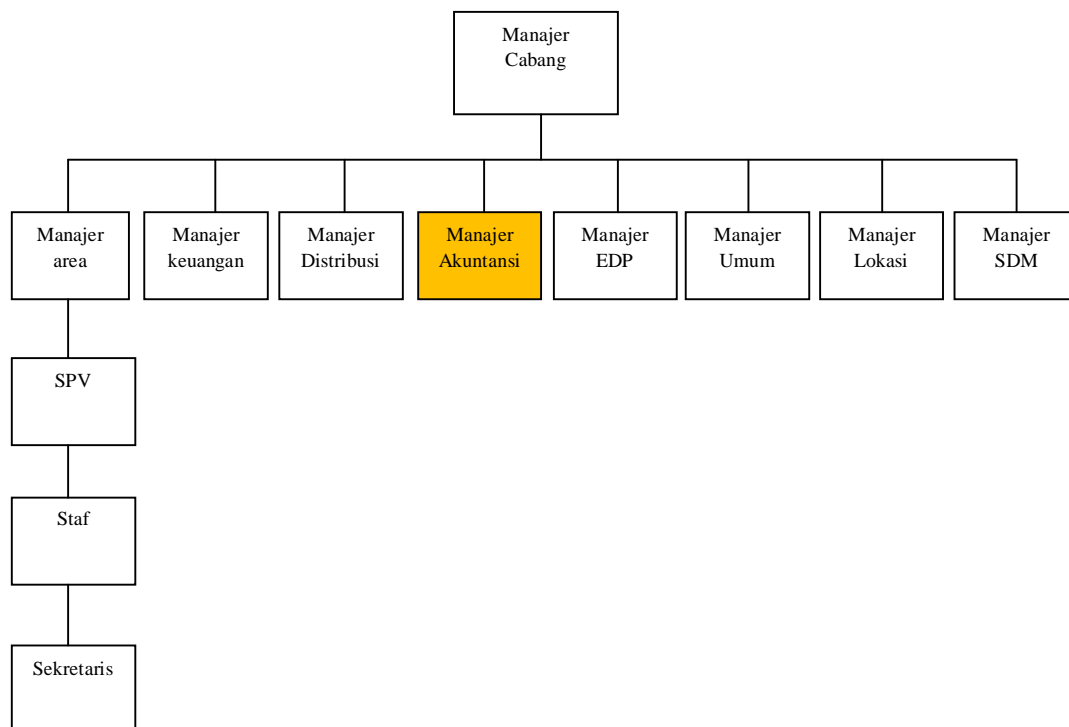 Manajer
Cabang
Manajer
area
Manajer
keuangan
Manajer
Distribusi
Manajer
Akuntansi
Manajer
EDP
Manajer
Umum
Manajer
Lokasi
Manajer
SDM
SPV
Staf
Sekretaris